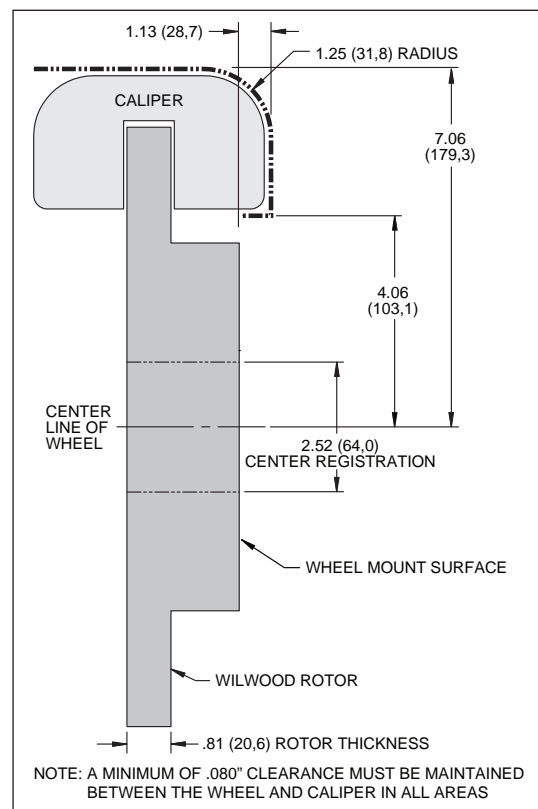 1.13 (28,7)
1.25 (31,8) RADIUS
CALIPER
7.06
(179,3)
4.06
(103,1)
CENTER
LINE OF
WHEEL
2.52 (64,0)
CENTER REGISTRATION
WHEEL MOUNT SURFACE
WILWOOD ROTOR
.81 (20,6) ROTOR THICKNESS
NOTE: A MINIMUM OF .080" CLEARANCE MUST BE MAINTAINED
BETWEEN THE WHEEL AND CALIPER IN ALL AREAS